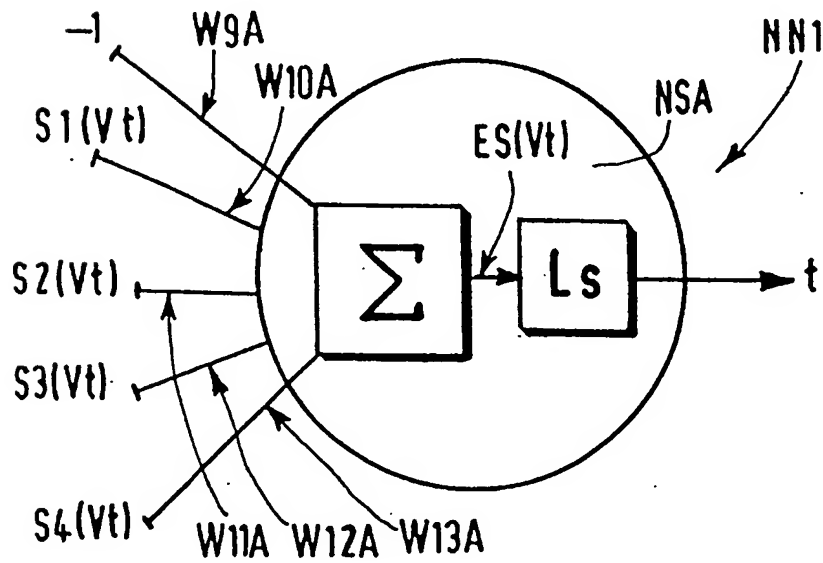 -1
W9A
NN1
W10A
NSA
S1(Vt)
ES(Vt)
S2(Vt)
Σ
Ls
t
S3(Vt)
S4(Vt)
W11A
W12A
W13A